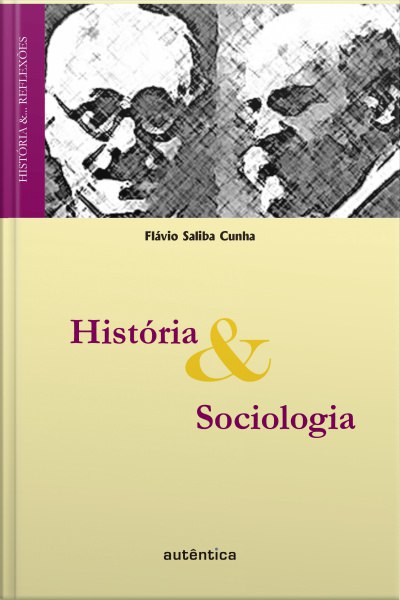 HISTÓRIA &... REFLEXÕES
Flávio Saliba Cunha
História
&
Sociologia
autêntica